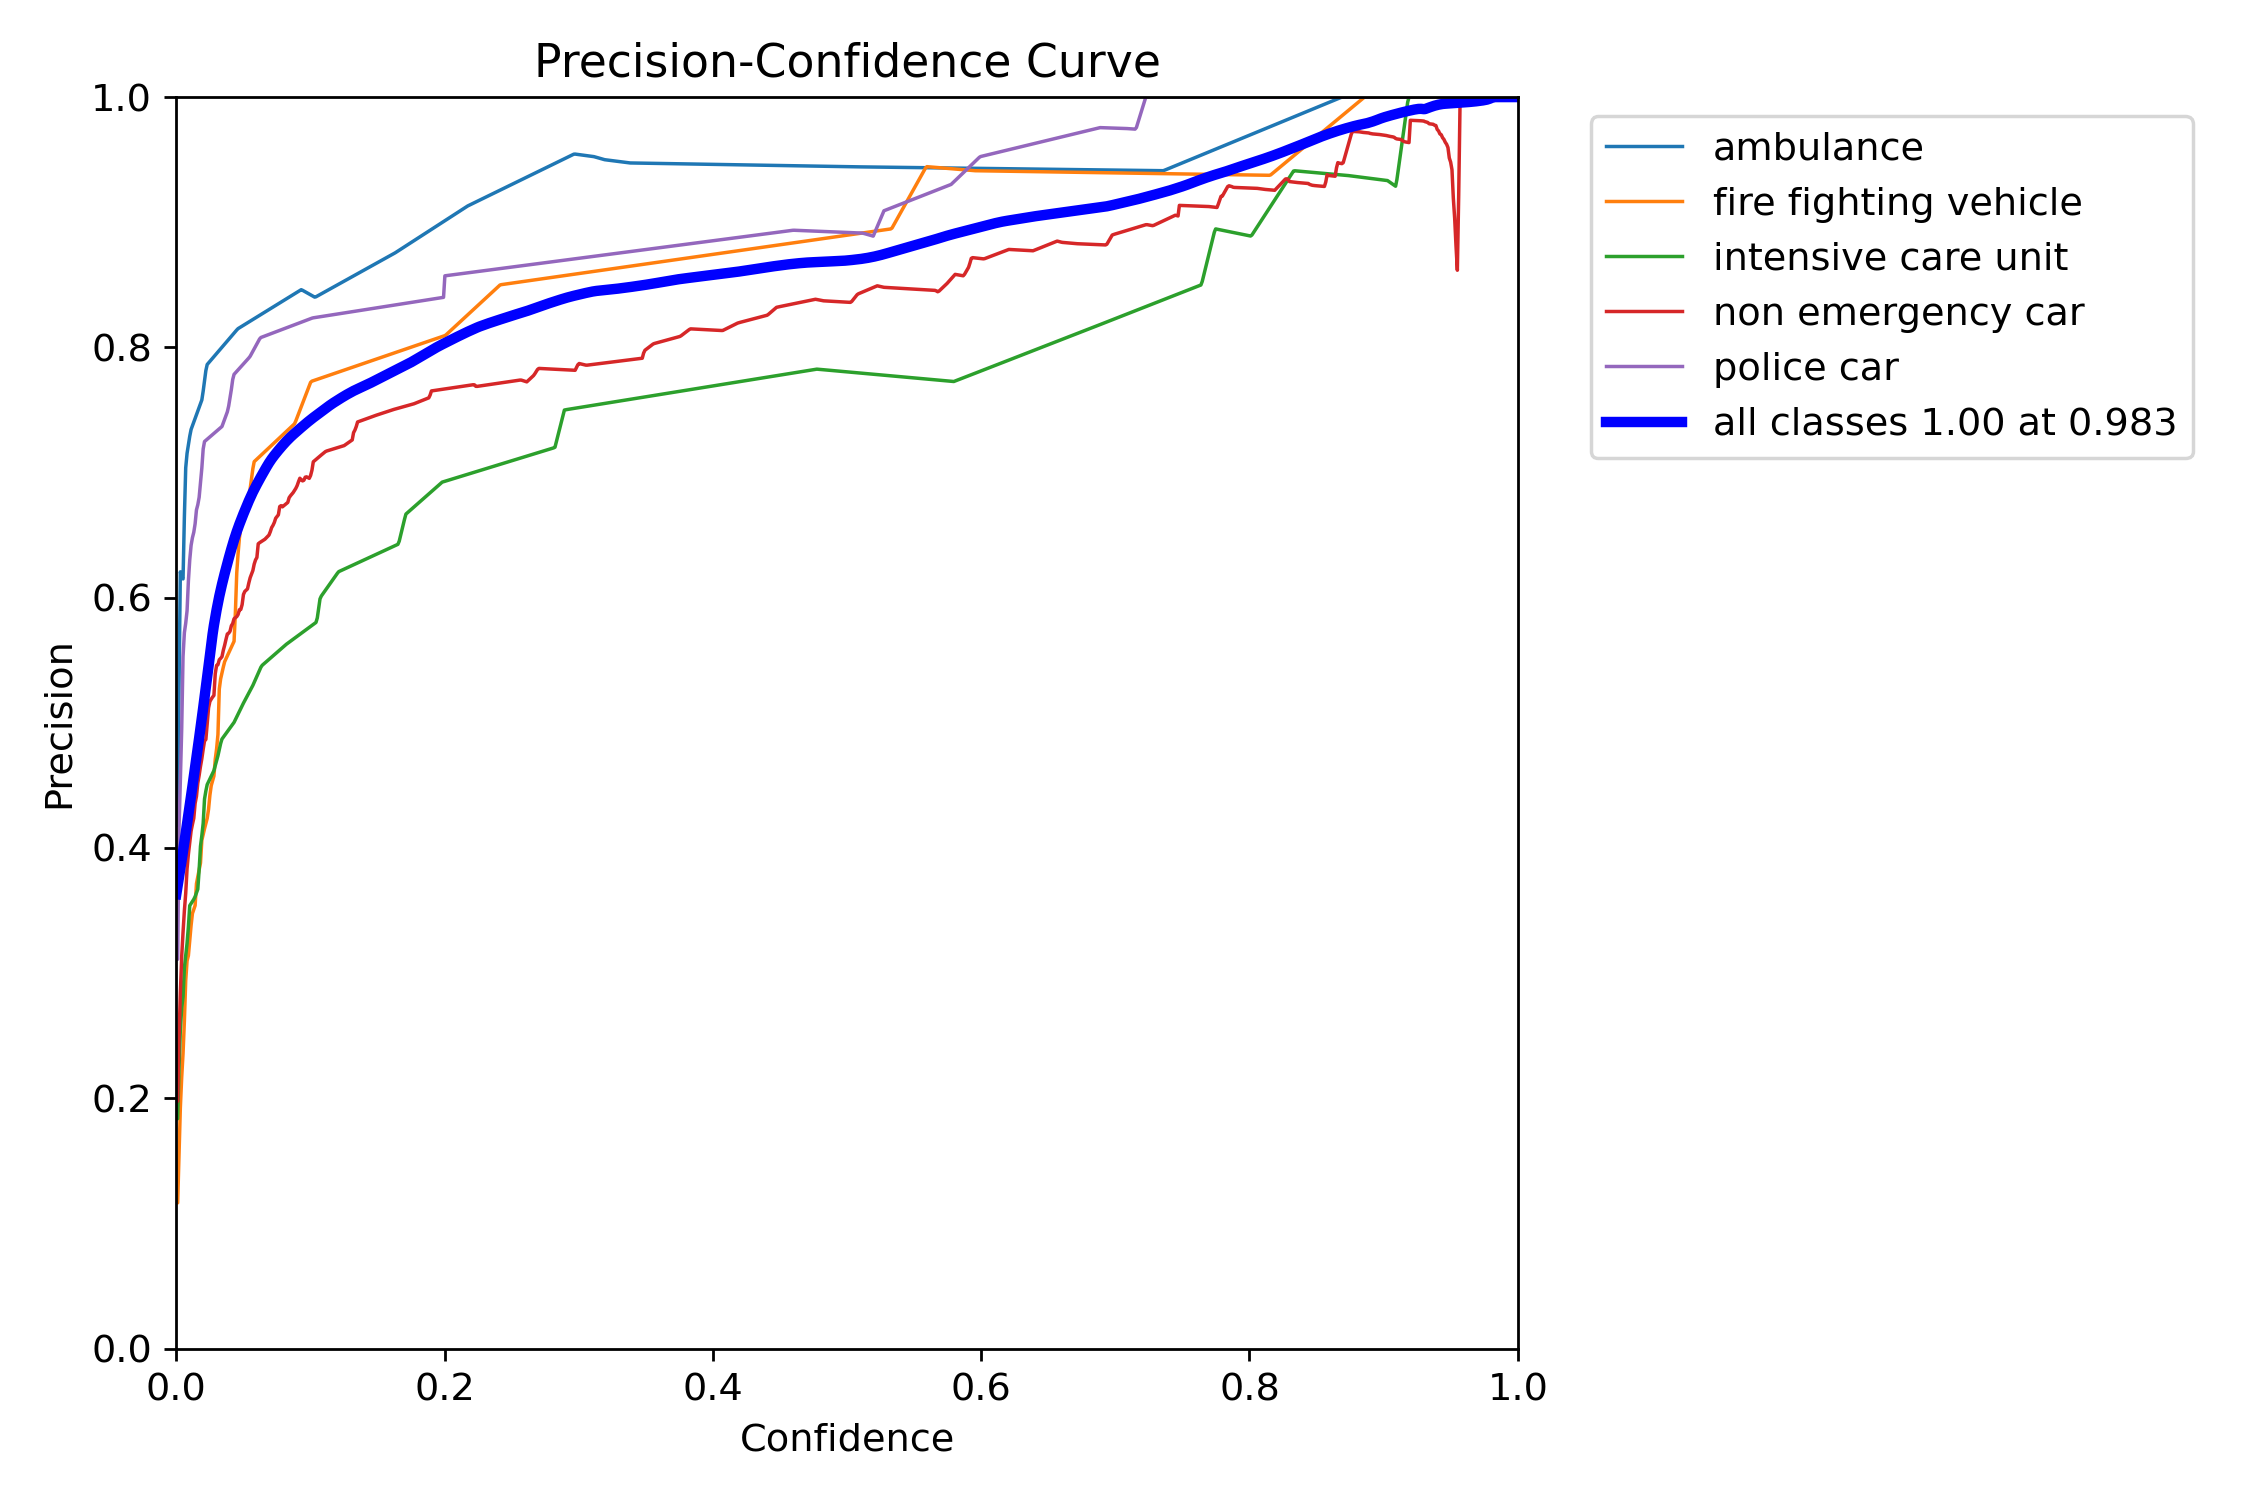 Precision-Confidence Curve
1.0
0.8
0.6
0.4
0.2
0.0
Precision
0.0 0.2 0.4 0.6 0.8 1.0
Confidence
ambulance
fire fighting vehicle
intensive care unit
non emergency car
police car
all classes 1.00 at 0.983